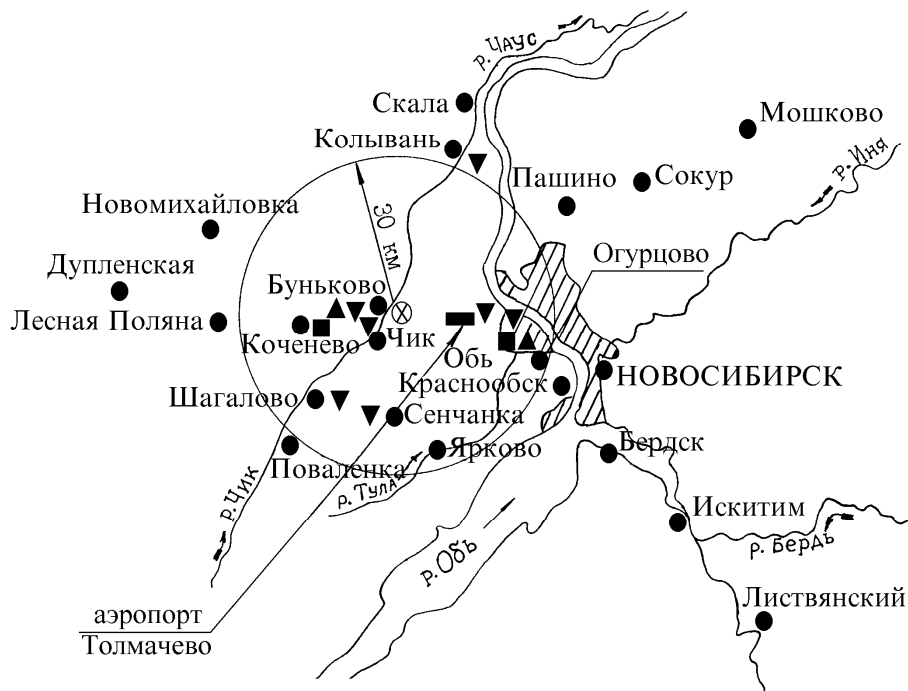 р. Чаус
Скала
Мошково
Колывань
р. Иня
Пашино
Сокур
Новомихайловка
30 км
Огурцово
Дупленская
Буньково
Лесная Поляна
Коченево
Чик
Обь
Краснообск
НОВОСИБИРСК
Шагалово
Сенчанка
Поваленка
Ярково
Бердск
р. Чик
р. Тула
Искитим
р. Обь
р. Бердь
аэропорт
Толмачево
Листвянский